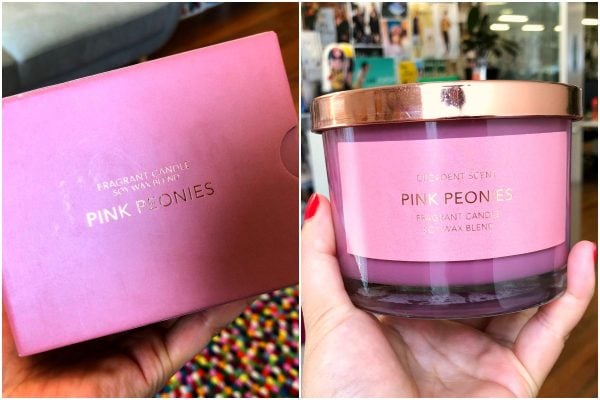 FRAGRANT CANDLE
SOY WAX BLEND
PINK PEONIES
DECADENT SCENT
PINK PEONIES
FRAGRANT CANDLE
SOY WAX BLEND